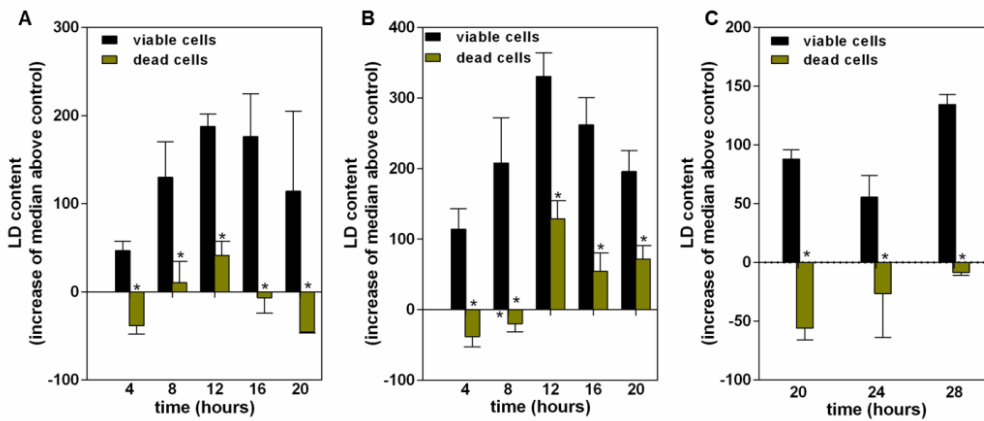 A
300
200
100
0
-100
LD content
(increase of median above control)
viable cells
dead cells
* * * * *
4 8 12 16 20
time (hours)
B
400
300
200
100
0
-100
LD content
(increase of median above control)
viable cells
dead cells
* * * * * *
4 8 12 16 20
time (hours)
C
200
150
100
50
0
-50
-100
LD content
(increase of median above control)
viable cells
dead cells
* * *
20 24 28
time (hours)